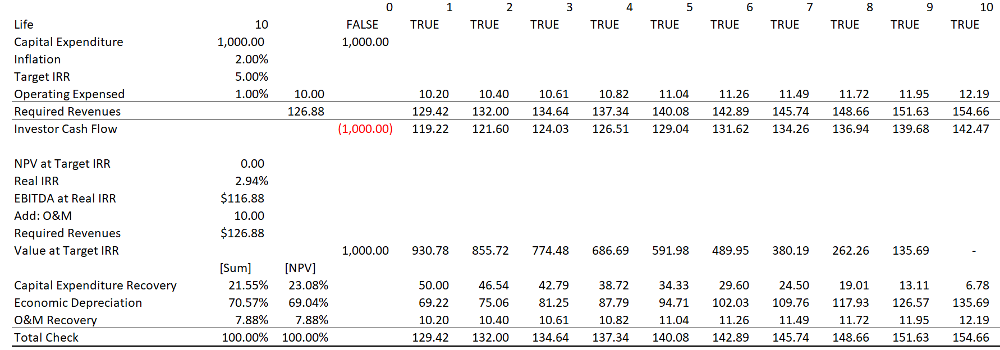 0 1 2 3 4 5 6 7 8 9 10
Life 10 FALSE TRUE TRUE TRUE TRUE TRUE TRUE TRUE TRUE TRUE TRUE
Capital Expenditure 1,000.00 1,000.00
Inflation 2.00%
Target IRR 5.00%
Operating Expensed 1.00% 10.00 10.20 10.40 10.61 10.82 11.04 11.26 11.49 11.72 11.95 12.19
Required Revenues 126.88 129.42 132.00 134.64 137.34 140.08 142.89 145.74 148.66 151.63 154.66
Investor Cash Flow (1,000.00) 119.22 121.60 124.03 126.51 129.04 131.62 134.26 136.94 139.68 142.47
NPV at Target IRR 0.00
Real IRR 2.94%
EBITDA at Real IRR $116.88
Add: O&M 10.00
Required Revenues $126.88
Value at Target IRR 1,000.00 930.78 855.72 774.48 686.69 591.98 489.95 380.19 262.26 135.69 -
[Sum] [NPV]
Capital Expenditure Recovery 21.55% 23.08% 50.00 46.54 42.79 38.72 34.33 29.60 24.50 19.01 13.11 6.78
Economic Depreciation 70.57% 69.04% 69.22 75.06 81.25 87.79 94.71 102.03 109.76 117.93 126.57 135.69
O&M Recovery 7.88% 7.88% 10.20 10.40 10.61 10.82 11.04 11.26 11.49 11.72 11.95 12.19
Total Check 100.00% 100.00% 129.42 132.00 134.64 137.34 140.08 142.89 145.74 148.66 151.63 154.66